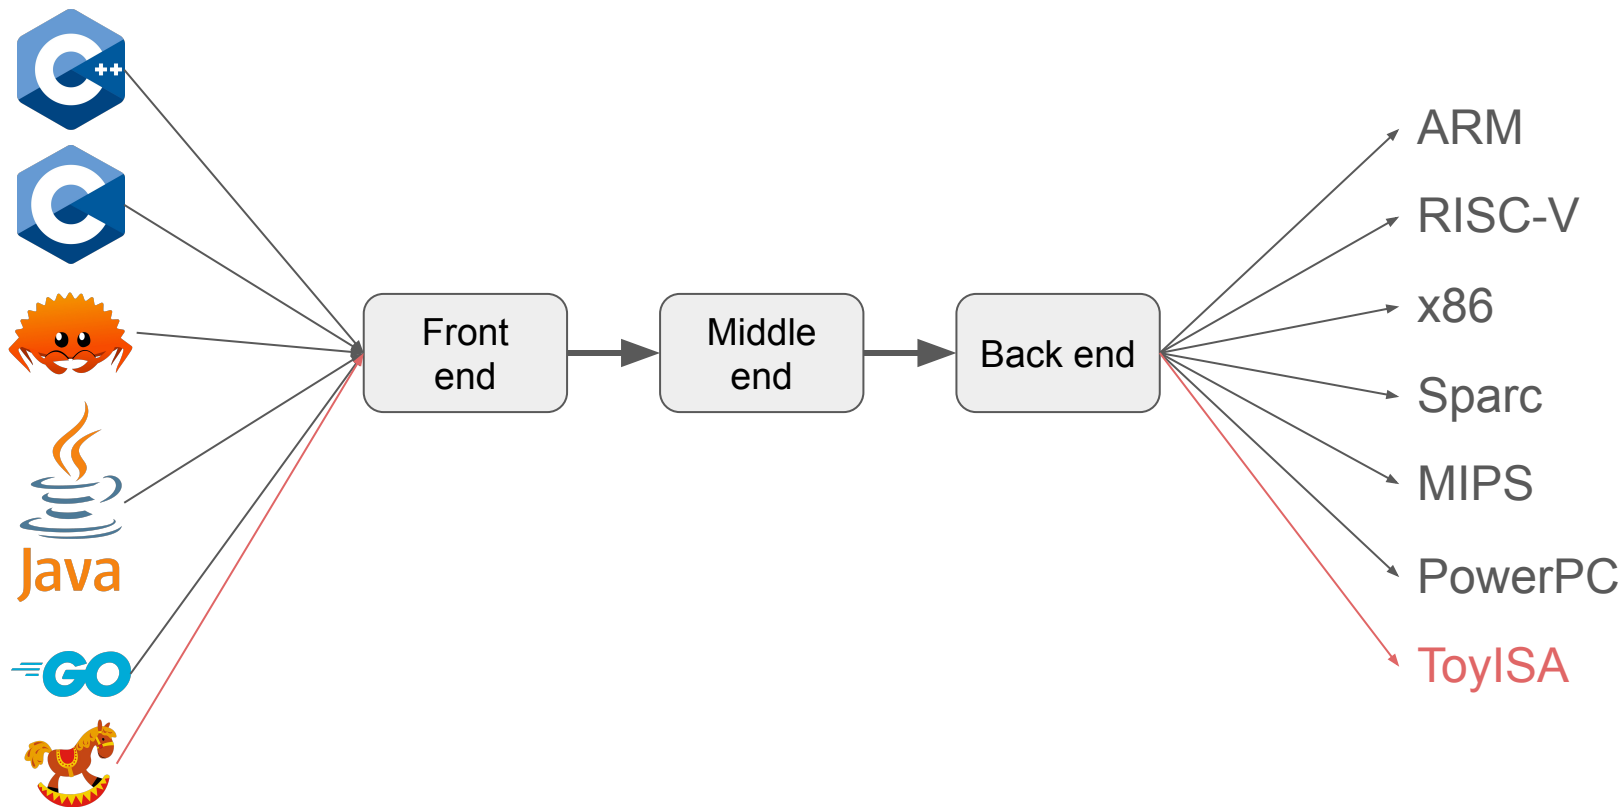 C++
C
Java
GO
Front
end
Middle
end
Back end
ARM
RISC-V
x86
Sparc
MIPS
PowerPC
ToyISA